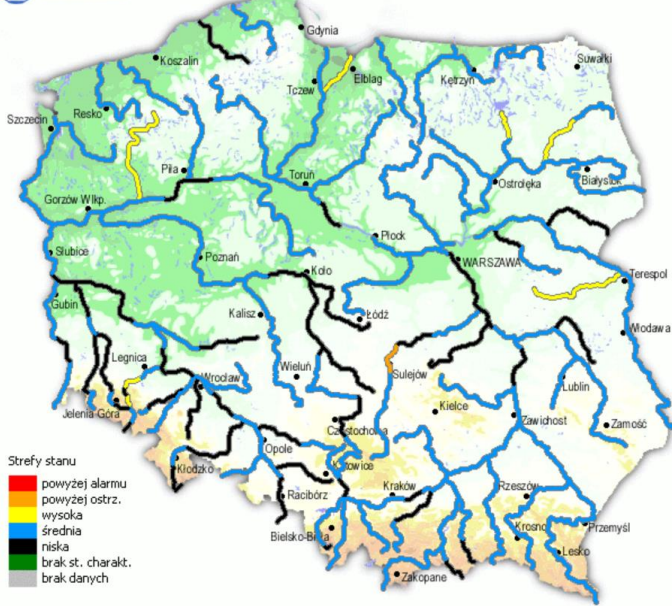 Gdynia
Koszalin
Suwałki
Elbląg
Kętrzyn
Tczew
Resko
Szczecin
Piła
Toruń
Ostrołęka
Białystok
Gorzów Wlkp.
Płock
Słubice
Poznań
WARSZAWA
Koło
Terespol
Gubin
Kalisz
Łódź
Włodawa
Legnica
Wieluń
Sulejów
Wrocław
Lublin
Jelenia Góra
Kielce
Zawichost
Zamość
Częstochowa
Opole
Strefy stanu
Kłodzko
Katowice
powyżej alarmu
Kraków
Rzeszów
powyżej ostrz.
Racibórz
wysoka
średnia
Krosno
Przemyśl
Bielsko-Biała
niska
Lesko
brak st. charakt.
Zakopane
brak danych